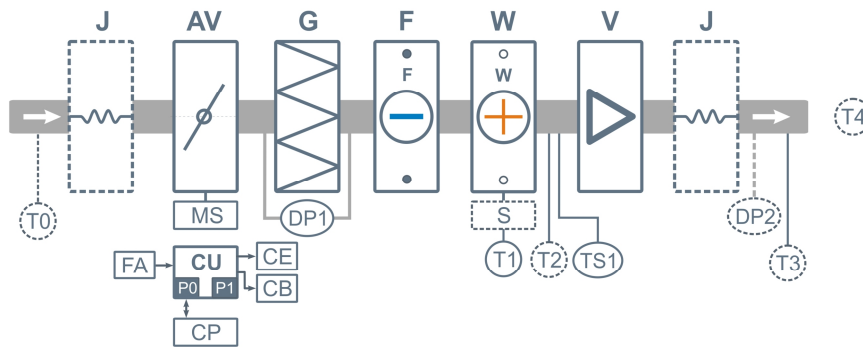 J AV G F W V J
F W
T4
MS DP1 S DP2
T0
FA CU CE T1 T2 TS1 T3
P0 P1 CB
CP